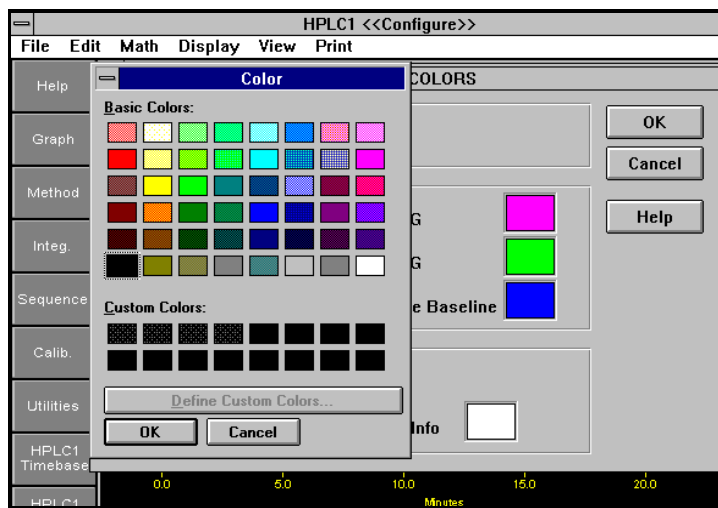 HPLC1 <<Configure>>
File Edit Math Display View Print
Color
COLORS
Basic Colors:
Custom Colors:
Define Custom Colors...
OK
Cancel
Help
Graph
Method
Integ.
Sequence
Calib.
Utilities
HPLC1
Timebase
HPLC1
G
G
e Baseline
Info
OK
Cancel
Help
0.0 5.0 10.0 15.0 20.0
Minutes